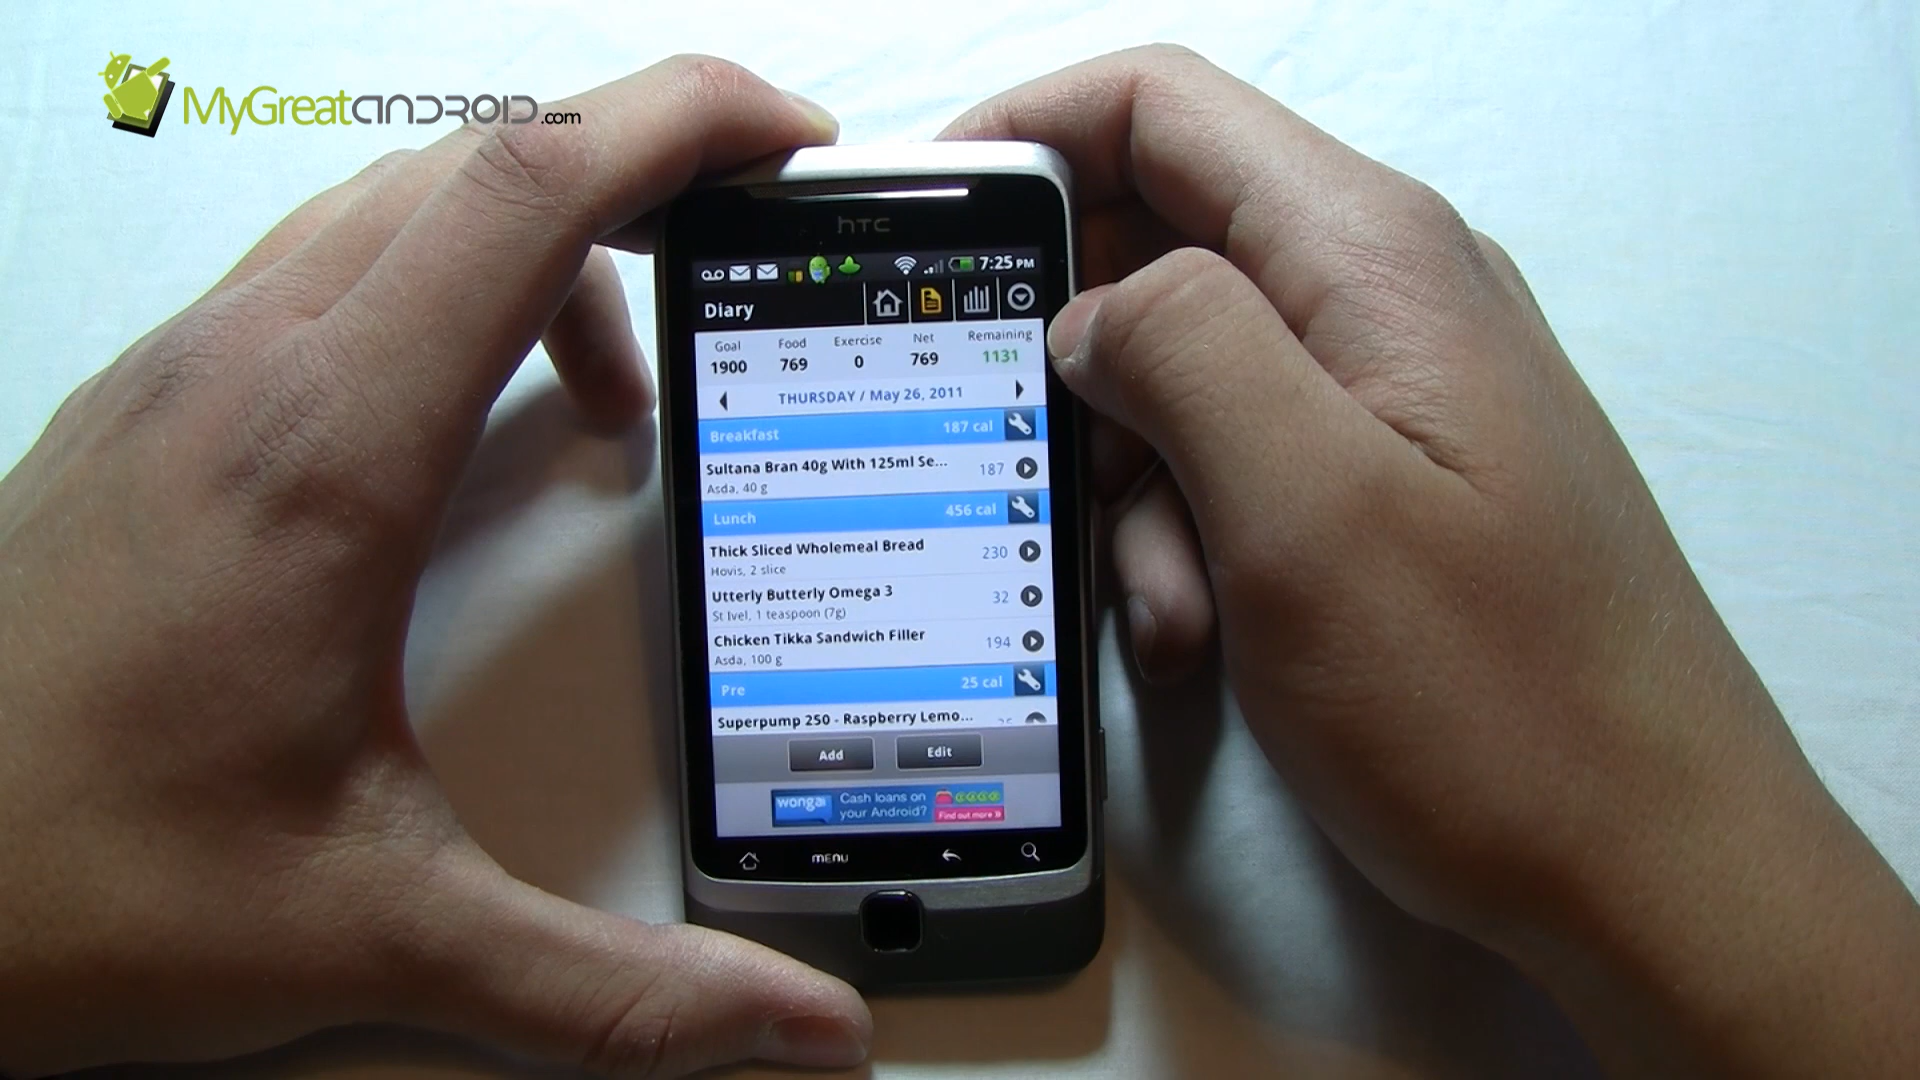 MyGreatANDROID.com
hTC
7:25 PM
Diary
Goal Food Exercise Net Remaining
1900 769 0 769 1131
THURSDAY / May 26, 2011
Breakfast 187 cal
Sultana Bran 40g With 125ml Se... 187
Asda, 40 g
Lunch 456 cal
Thick Sliced Wholemeal Bread 230
Hovis, 2 slice
Utterly Butterly Omega 3 32
St Ivel, 1 teaspoon (7g)
Chicken Tikka Sandwich Filler 194
Asda, 100 g
Pre 25 cal
Superpump 250 - Raspberry Lemo...
Add Edit
wonga Cash loans on
your Android? Find out more »
MENU